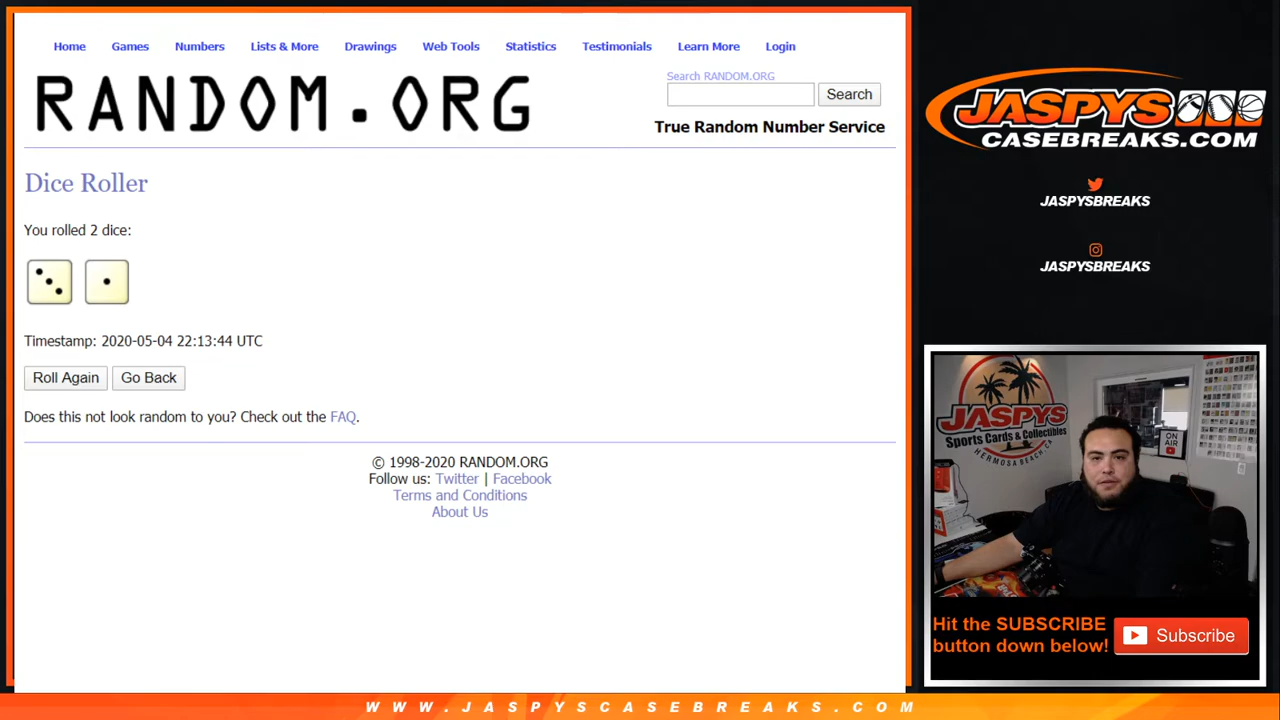 Home Games Numbers Lists & More Drawings Web Tools Statistics Testimonials Learn More Login
RANDOM.ORG
Search RANDOM.ORG
Search
True Random Number Service
Dice Roller
You rolled 2 dice:
Timestamp: 2020-05-04 22:13:44 UTC
Roll Again Go Back
Does this not look random to you? Check out the FAQ.
© 1998-2020 RANDOM.ORG
Follow us: Twitter | Facebook
Terms and Conditions
About Us
JASPYS
CASEBREAKS.COM
JASPYSBREAKS
JASPYSBREAKS
JASPYS
Sports Cards & Collectibles
HERMOSA BEACH, CA
ON
AIR
Hit the SUBSCRIBE
button down below!
Subscribe
WWW.JASPYSCASEBREAKS.COM